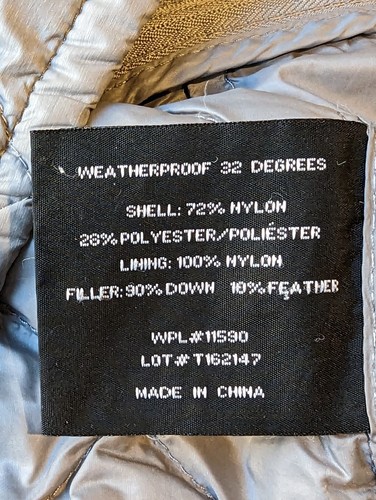 WEATHERPROOF 32 DEGREES
SHELL: 72% NYLON
28% POLYESTER/POLIÉSTER
LINING: 100% NYLON
FILLER: 90% DOWN 10% FEATHER
WPL#11590
LOT# T162147
MADE IN CHINA